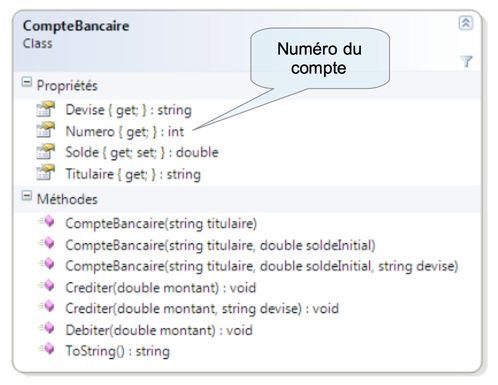 CompteBancaire
Class
Numéro du
compte
Propriétés
Devise { get; } : string
Numero { get; } : int
Solde { get; set; } : double
Titulaire { get; } : string
Méthodes
CompteBancaire(string titulaire)
CompteBancaire(string titulaire, double soldeInitial)
CompteBancaire(string titulaire, double soldeInitial, string devise)
Crediter(double montant) : void
Crediter(double montant, string devise) : void
Debiter(double montant) : void
ToString() : string